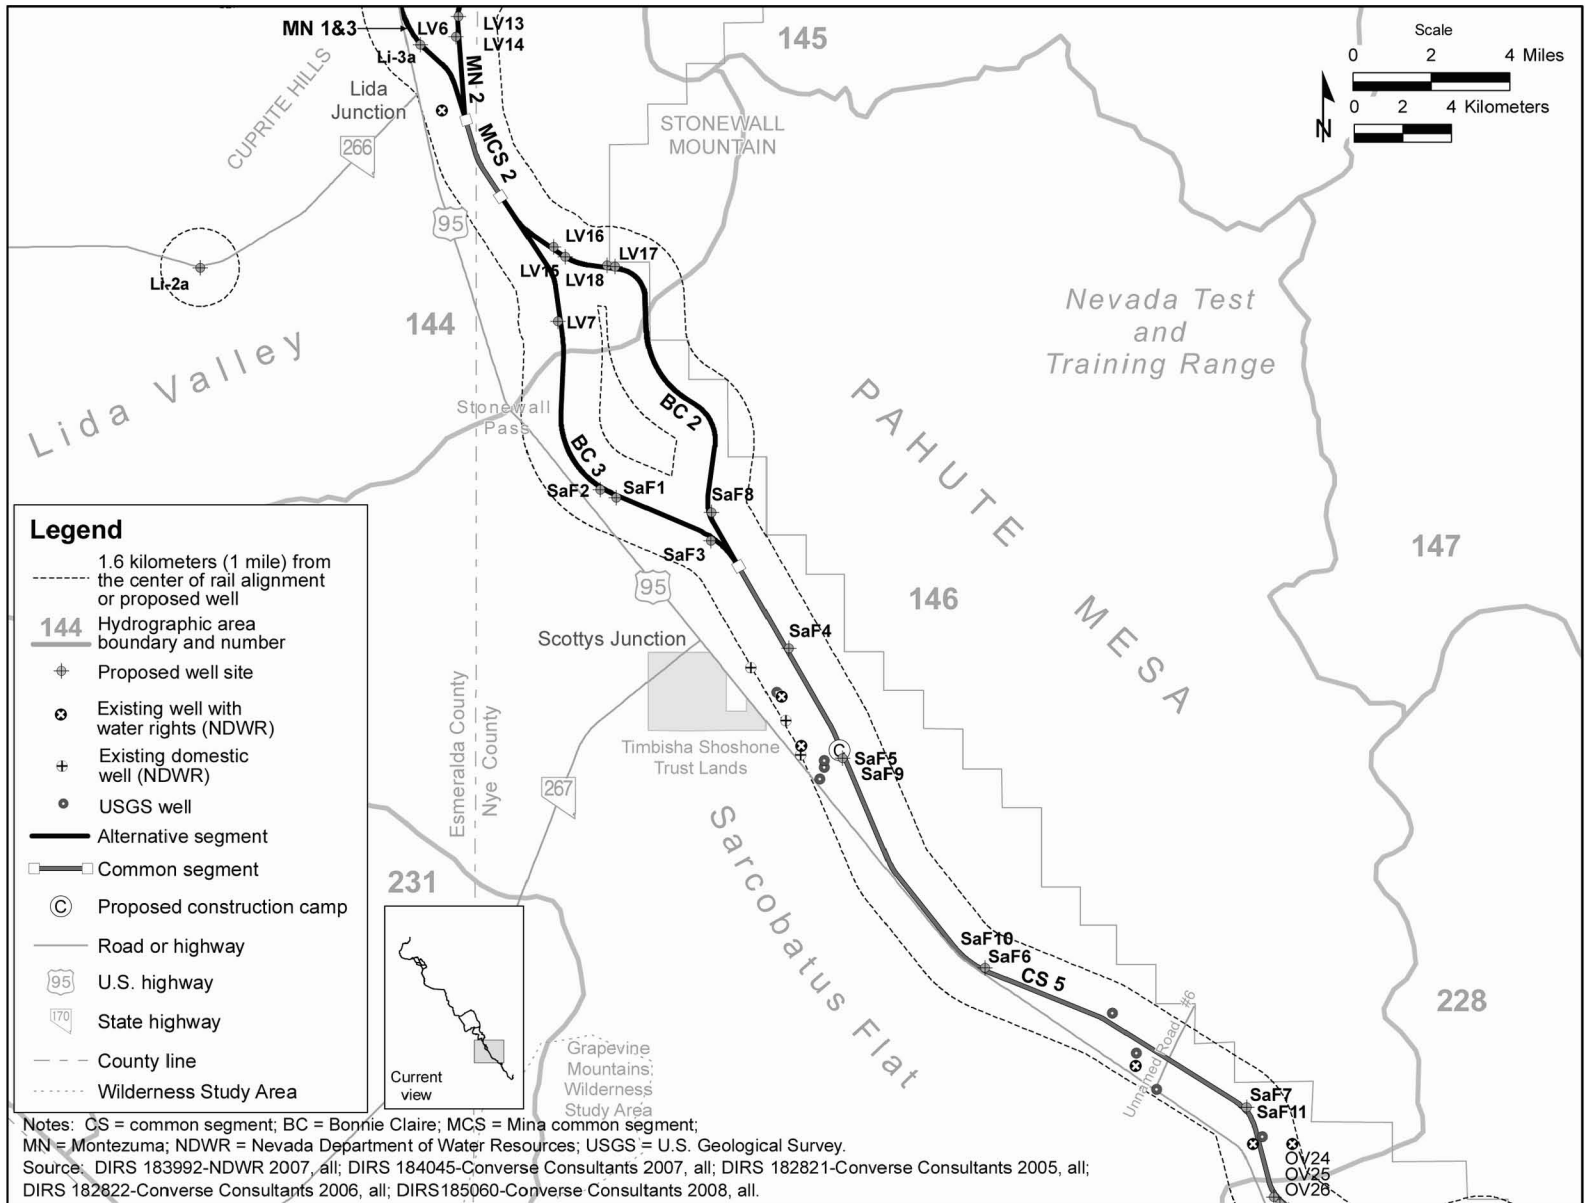 MN 1&3
LV6
LV13
LV14
Li-3a
MN 2
145
Scale
0 2 4 Miles
0 2 4 Kilometers
N
CUPRITE HILLS
Lida
Junction
266
STONEWALL
MOUNTAIN
MCS 2
95
LV16
LV17
LV15
LV18
Li-2a
144
LV7
Nevada Test
and
Training Range
Lida Valley
Stonewall
Pass
BC 2
BC 3
PAHUTE MESA
SaF2
SaF1
SaF8
SaF3
147
146
95
Scottys Junction
SaF4
Esmeralda County
Nye County
Timbisha Shoshone
Trust Lands
C
SaF5
SaF9
267
Sarcobatus Flat
231
SaF10
SaF6
CS 5
228
Unnamed Road #6
Grapevine
Mountains
Wilderness
Study Area
SaF7
SaF11
OV24
OV25
OV26
Legend
1.6 kilometers (1 mile) from
the center of rail alignment
or proposed well
144 Hydrographic area
boundary and number
Proposed well site
Existing well with
water rights (NDWR)
Existing domestic
well (NDWR)
USGS well
Alternative segment
Common segment
C Proposed construction camp
Road or highway
95 U.S. highway
170 State highway
County line
Wilderness Study Area
Current
view
Notes: CS = common segment; BC = Bonnie Claire; MCS = Mina common segment;
MN = Montezuma; NDWR = Nevada Department of Water Resources; USGS = U.S. Geological Survey.
Source: DIRS 183992-NDWR 2007, all; DIRS 184045-Converse Consultants 2007, all; DIRS 182821-Converse Consultants 2005, all;
DIRS 182822-Converse Consultants 2006, all; DIRS185060-Converse Consultants 2008, all.